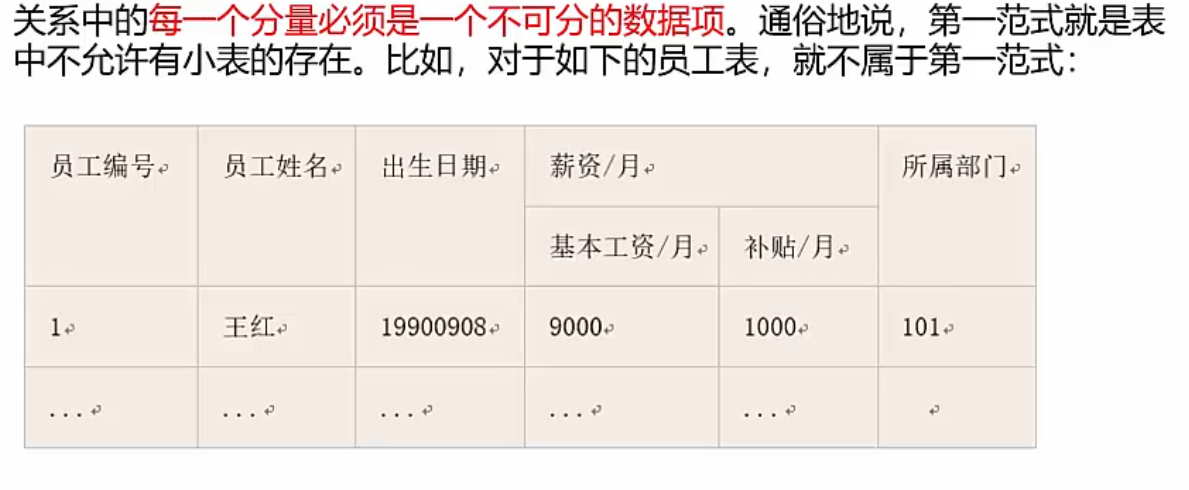 关系中的每一个分量必须是一个不可分的数据项。通俗地说，第一范式就是表
中不允许有小表的存在。比如，对于如下的员工表，就不属于第一范式：
员工编号 员工姓名 出生日期 薪资/月 所属部门
基本工资/月 补贴/月
1 王红 19900908 9000 1000 101
... ... ... ... ...